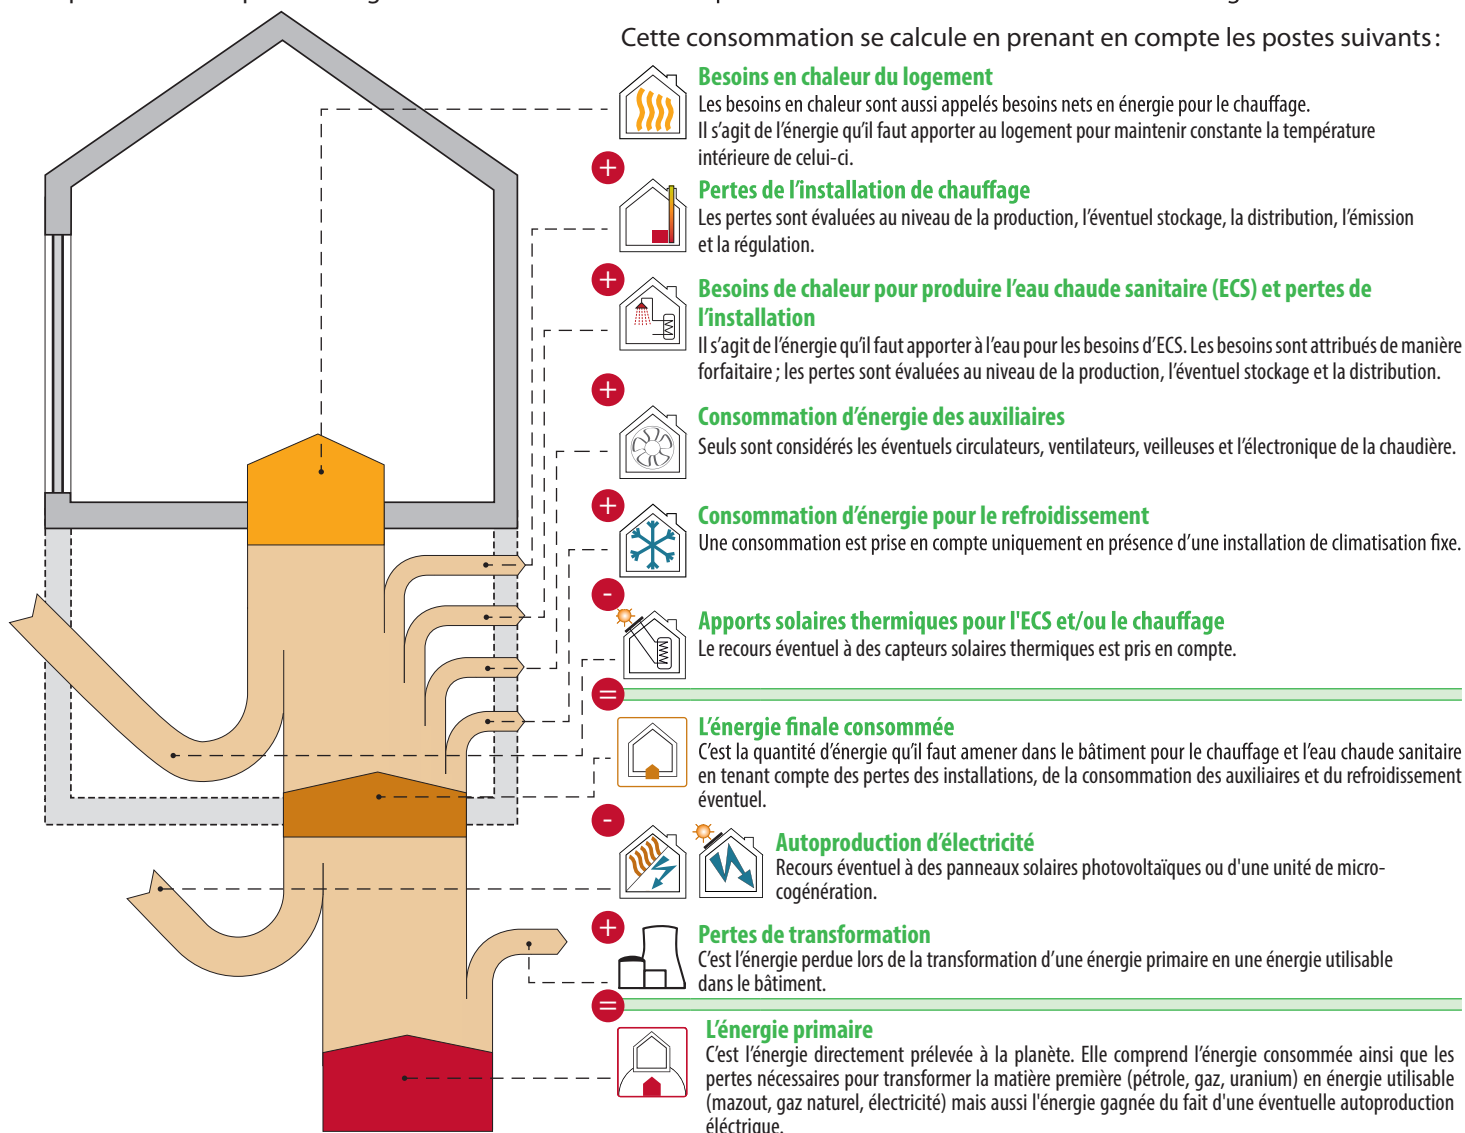 Cette consommation se calcule en prenant en compte les postes suivants :
Besoins en chaleur du logement
Les besoins en chaleur sont aussi appelés besoins nets en énergie pour le chauffage.
Il s’agit de l’énergie qu’il faut apporter au logement pour maintenir constante la température
intérieure de celui-ci.
+
Pertes de l’installation de chauffage
Les pertes sont évaluées au niveau de la production, l’éventuel stockage, la distribution, l’émission
et la régulation.
+
Besoins de chaleur pour produire l’eau chaude sanitaire (ECS) et pertes de
l’installation
Il s’agit de l’énergie qu’il faut apporter à l’eau pour les besoins d’ECS. Les besoins sont attribués de manière
forfaitaire ; les pertes sont évaluées au niveau de la production, l’éventuel stockage et la distribution.
+
Consommation d’énergie des auxiliaires
Seuls sont considérés les éventuels circulateurs, ventilateurs, veilleuses et l’électronique de la chaudière.
+
Consommation d’énergie pour le refroidissement
Une consommation est prise en compte uniquement en présence d’une installation de climatisation fixe.
-
Apports solaires thermiques pour l'ECS et/ou le chauffage
Le recours éventuel à des capteurs solaires thermiques est pris en compte.
=
L’énergie finale consommée
C’est la quantité d’énergie qu’il faut amener dans le bâtiment pour le chauffage et l’eau chaude sanitaire
en tenant compte des pertes des installations, de la consommation des auxiliaires et du refroidissement
éventuel.
-
Autoproduction d’électricité
Recours éventuel à des panneaux solaires photovoltaïques ou d'une unité de micro-
cogénération.
+
Pertes de transformation
C’est l’énergie perdue lors de la transformation d’une énergie primaire en une énergie utilisable
dans le bâtiment.
=
L’énergie primaire
C’est l’énergie directement prélevée à la planète. Elle comprend l’énergie consommée ainsi que les
pertes nécessaires pour transformer la matière première (pétrole, gaz, uranium) en énergie utilisable
(mazout, gaz naturel, électricité) mais aussi l'énergie gagnée du fait d'une éventuelle autoproduction
éléctrique.